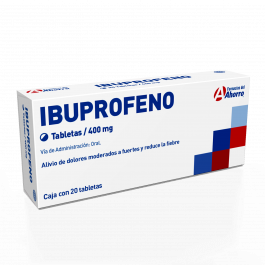 Farmacias del
Ahorro
IBUPROFENO
Tabletas / 400 mg
Vía de Administración: Oral
Alivio de dolores moderados a fuertes y reduce la fiebre
Caja con 20 tabletas